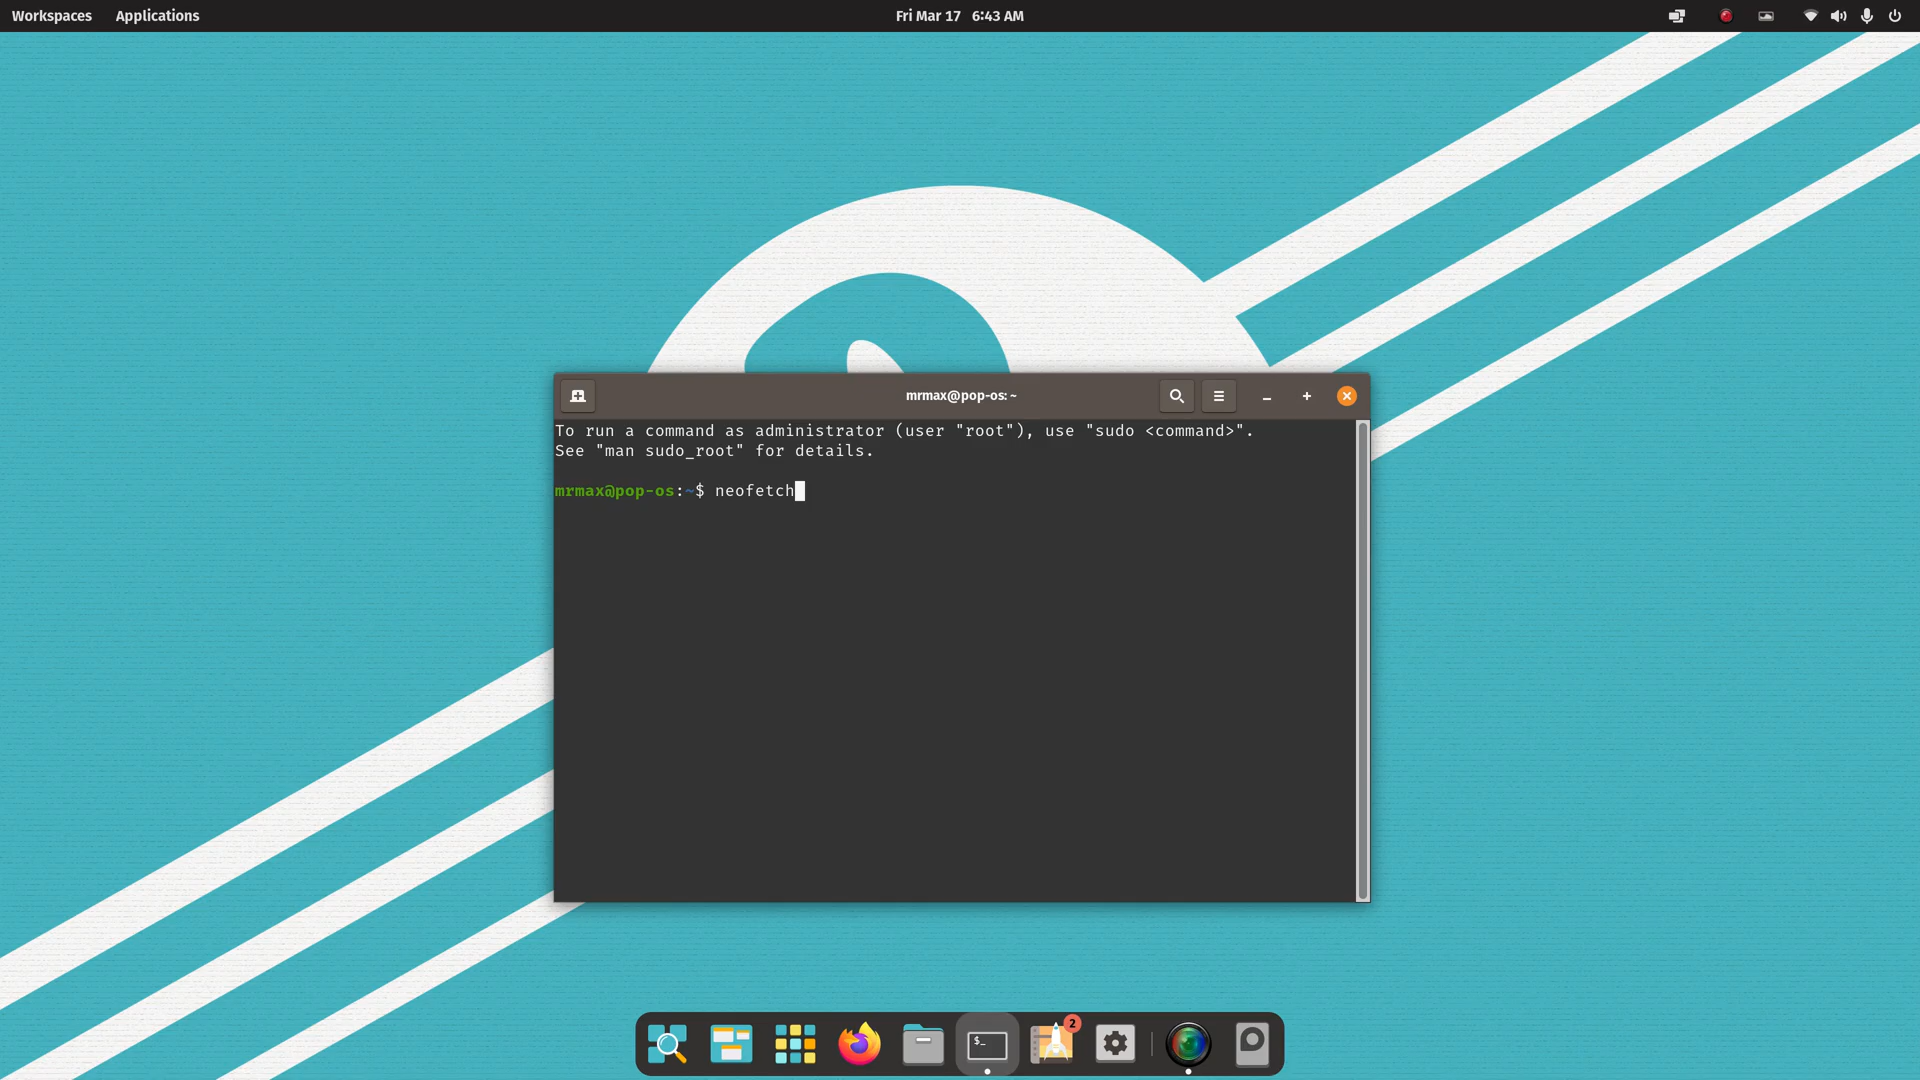 Workspaces Applications Fri Mar 17 6:43 AM
mrmax@pop-os: ~
To run a command as administrator (user "root"), use "sudo <command>".
See "man sudo_root" for details.
mrmax@pop-os:~$ neofetch
$_
2